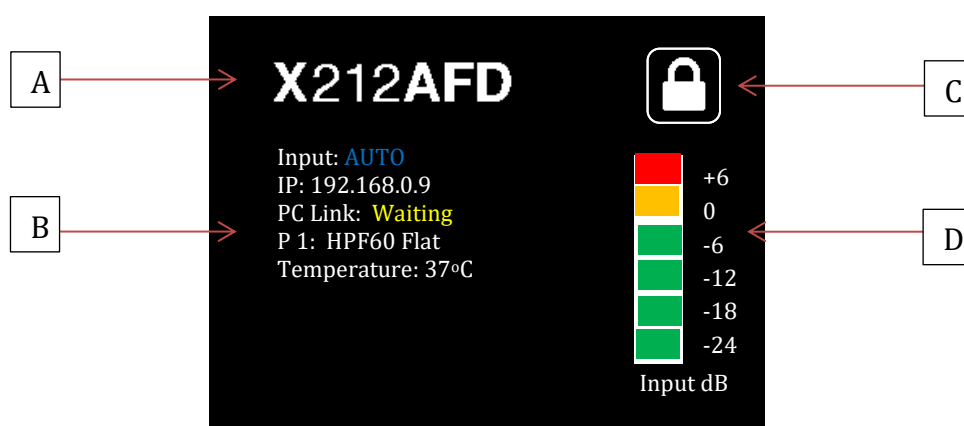 A
X212AFD
C
Input: AUTO
IP: 192.168.0.9
PC Link: Waiting
P 1: HPF60 Flat
Temperature: 37°C
B
+6
0
-6
-12
-18
-24
Input dB
D